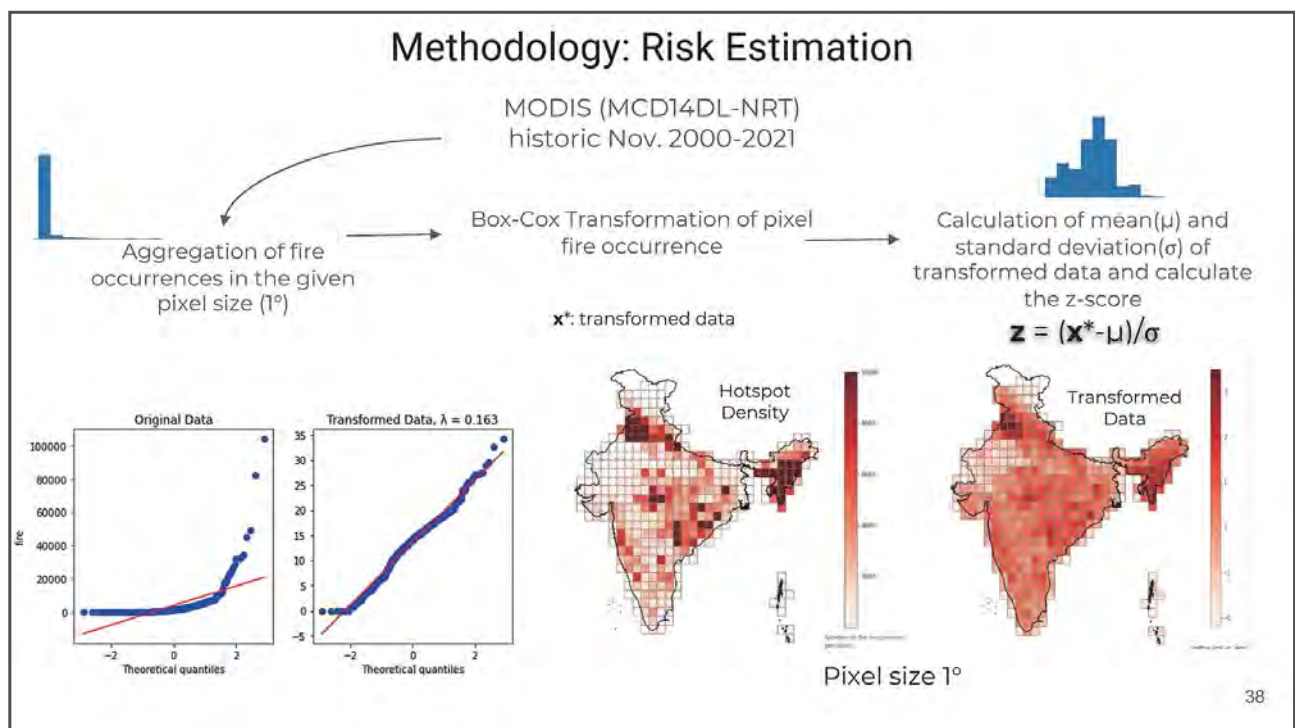 Methodology: Risk Estimation
MODIS (MCD14DL-NRT)
historic Nov. 2000-2021
Aggregation of fire
occurrences in the given
pixel size (1°)
Box-Cox Transformation of pixel
fire occurrence
Calculation of mean(μ) and
standard deviation(σ) of
transformed data and calculate
the z-score
x*: transformed data
z = (x*-μ)/σ
Original Data
100000
80000
60000
40000
20000
0
fire
−2
0
2
Theoretical quantiles
Transformed Data, λ = 0.163
35
30
25
20
15
10
5
0
−5
−2
0
2
Theoretical quantiles
Hotspot
Density
Transformed
Data
Pixel size 1°
38